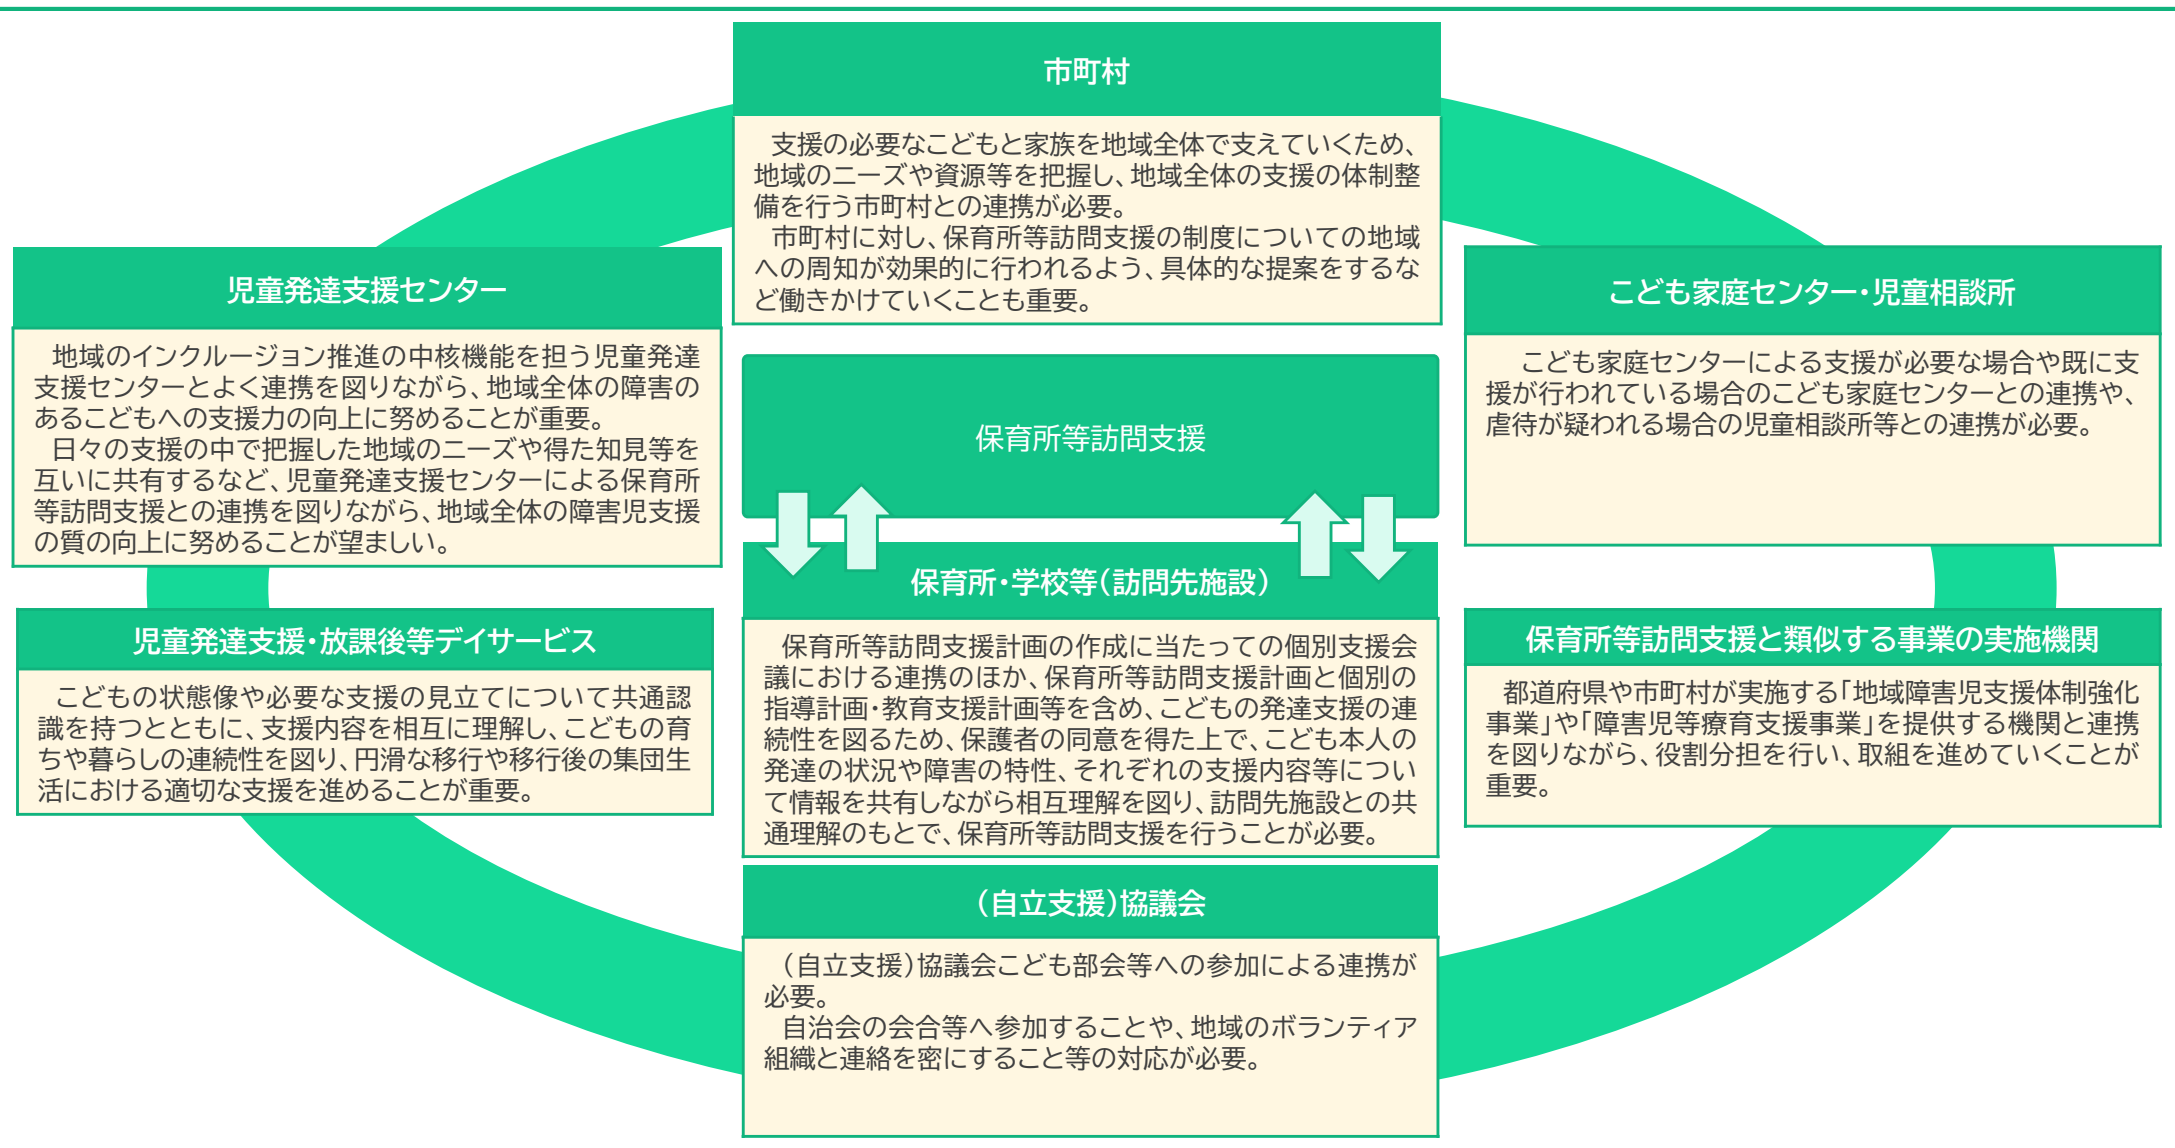 市町村
支援の必要なこどもと家族を地域全体で支えていくため、
地域のニーズや資源等を把握し、地域全体の支援の体制整
備を行う市町村との連携が必要。
市町村に対し、保育所等訪問支援の制度についての地域
への周知が効果的に行われるよう、具体的な提案をするな
ど働きかけていくことも重要。
児童発達支援センター
地域のインクルージョン推進の中核機能を担う児童発達
支援センターとよく連携を図りながら、地域全体の障害の
あるこどもへの支援力の向上に努めることが重要。
日々の支援の中で把握した地域のニーズや得た知見等を
互いに共有するなど、児童発達支援センターによる保育所
等訪問支援との連携を図りながら、地域全体の障害児支援
の質の向上に努めることが望ましい。
こども家庭センター・児童相談所
こども家庭センターによる支援が必要な場合や既に支
援が行われている場合のこども家庭センターとの連携や、
虐待が疑われる場合の児童相談所等との連携が必要。
保育所等訪問支援
保育所・学校等(訪問先施設)
保育所等訪問支援計画の作成に当たっての個別支援会
議における連携のほか、保育所等訪問支援計画と個別の
指導計画・教育支援計画等を含め、こどもの発達支援の連
続性を図るため、保護者の同意を得た上で、こども本人の
発達の状況や障害の特性、それぞれの支援内容等につい
て情報を共有しながら相互理解を図り、訪問先施設との共
通理解のもとで、保育所等訪問支援を行うことが必要。
児童発達支援・放課後等デイサービス
こどもの状態像や必要な支援の見立てについて共通認
識を持つとともに、支援内容を相互に理解し、こどもの育
ちや暮らしの連続性を図り、円滑な移行や移行後の集団生
活における適切な支援を進めることが重要。
保育所等訪問支援と類似する事業の実施機関
都道府県や市町村が実施する「地域障害児支援体制強化
事業」や「障害児等療育支援事業」を提供する機関と連携
を図りながら、役割分担を行い、取組を進めていくことが
重要。
(自立支援)協議会
(自立支援)協議会こども部会等への参加による連携が
必要。
自治会の会合等へ参加することや、地域のボランティア
組織と連絡を密にすること等の対応が必要。